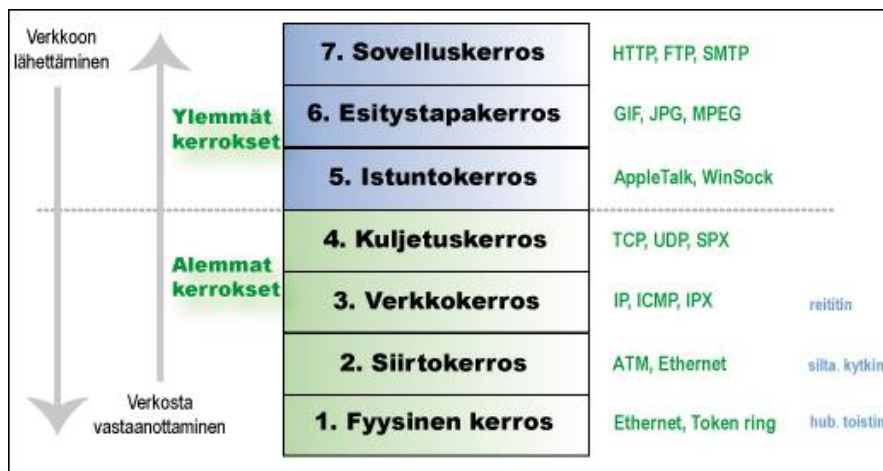 Verkkoon
lähettäminen
7. Sovelluskerros
HTTP, FTP, SMTP
Ylemmät
kerrokset
6. Esitystapakerros
GIF, JPG, MPEG
5. Istuntokerros
AppleTalk, WinSock
4. Kuljetuskerros
TCP, UDP, SPX
Alemmat
kerrokset
3. Verkkokerros
IP, ICMP, IPX
reititin
2. Siirtokerros
ATM, Ethernet
silta. kytkin
Verkosta
vastaanottaminen
1. Fyysinen kerros
Ethernet, Token ring
hub. toistin